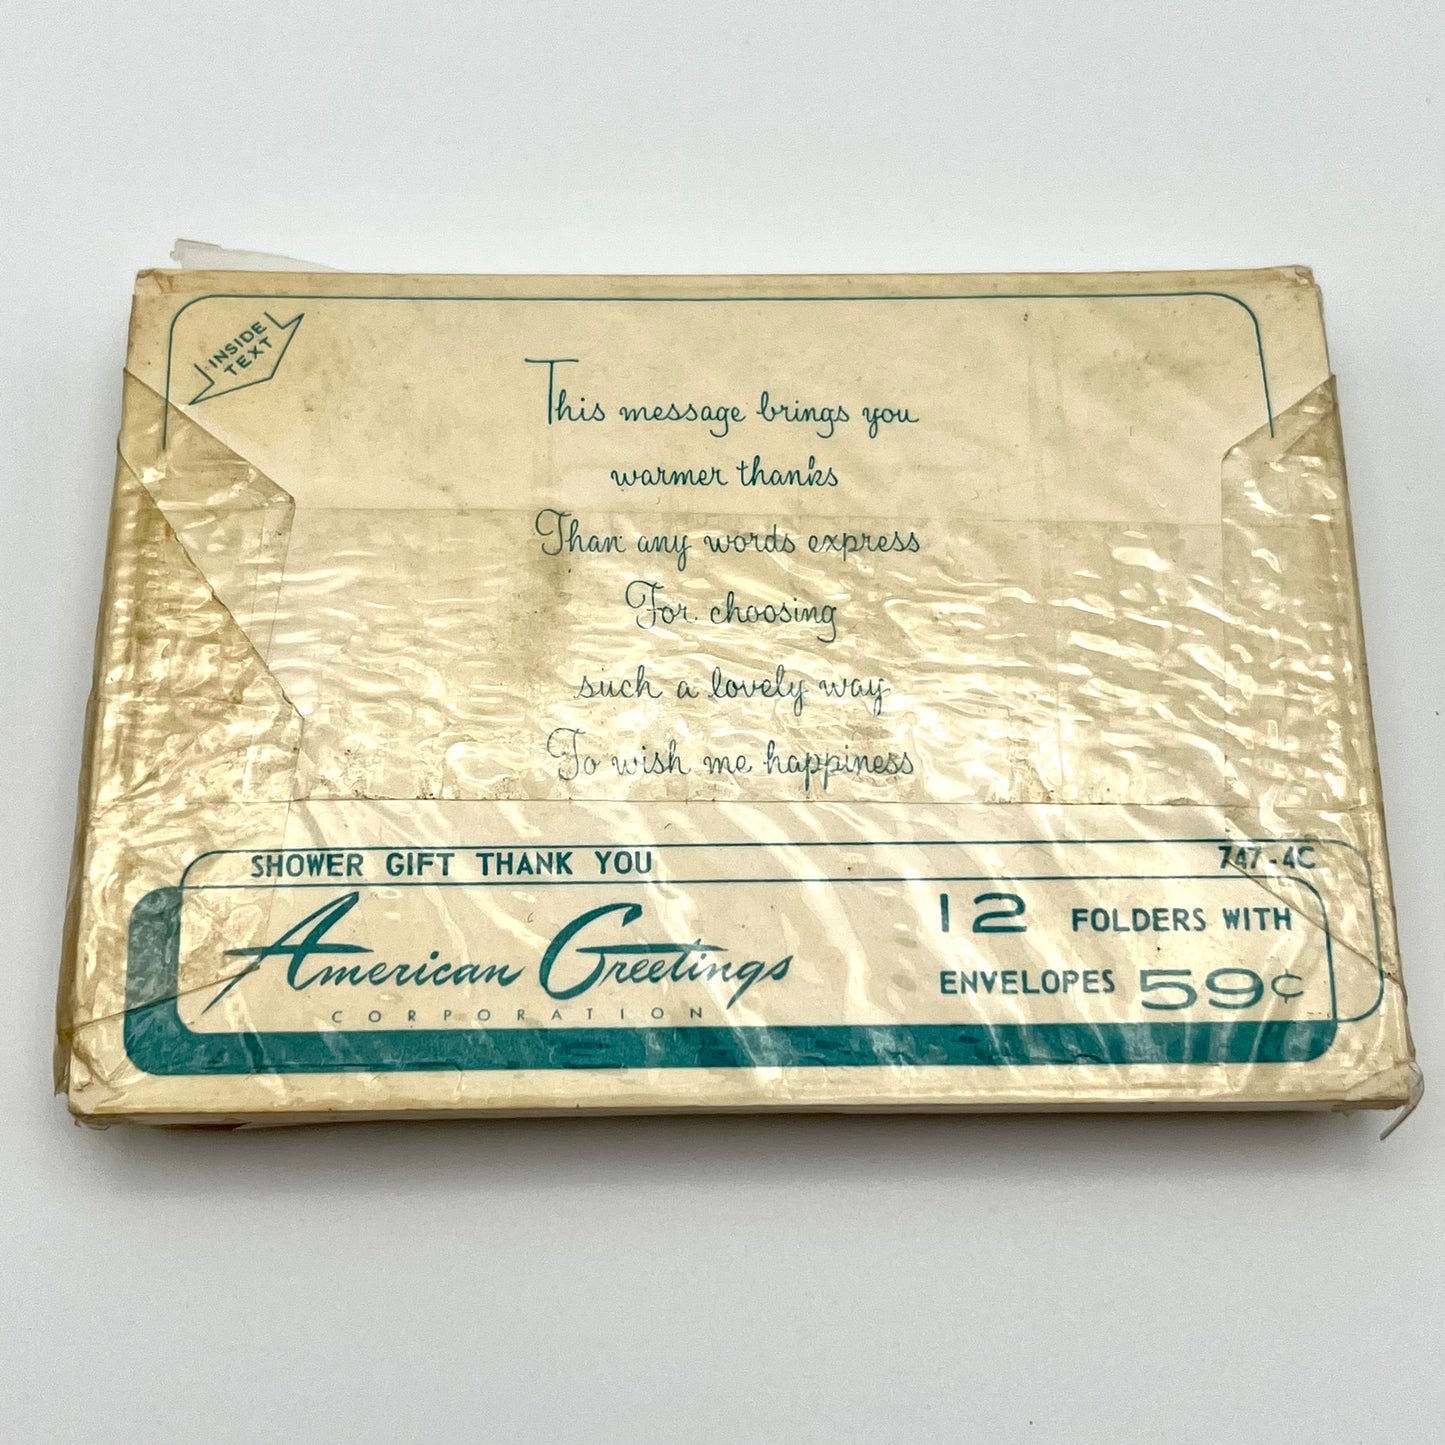 INSIDE
TEXT
This message brings you
warmer thanks
Than any words express
For choosing
such a lovely way
To wish me happiness
SHOWER GIFT THANK YOU 747-4C
American Greetings
CORPORATION
12 FOLDERS WITH
ENVELOPES 59¢